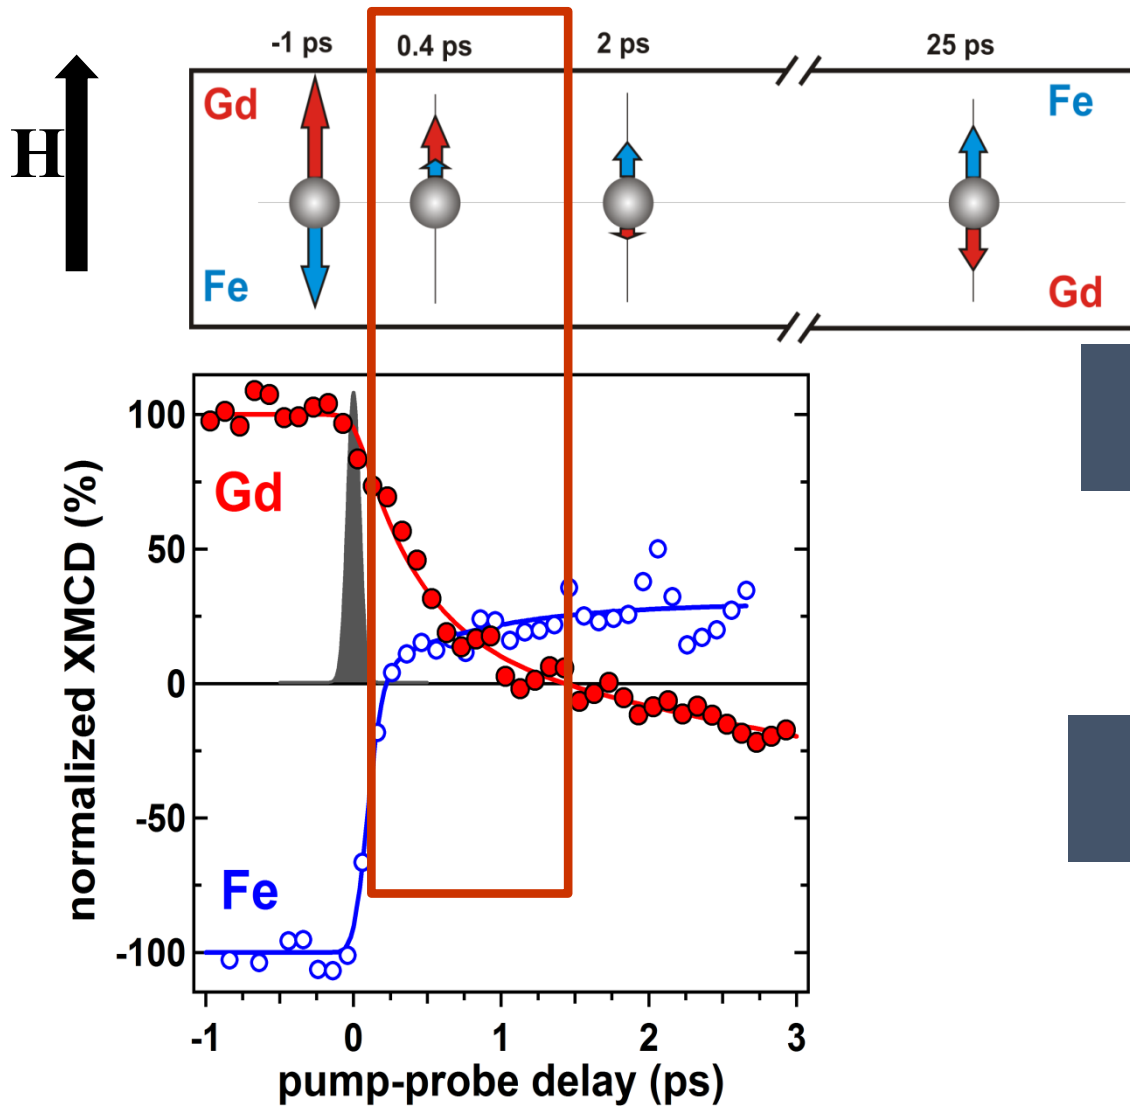 -1 ps 0.4 ps 2 ps 25 ps
H
Gd Fe
Fe Gd
normalized XMCD (%)
100
50
0
-50
-100
Gd
Fe
-1 0 1 2 3
pump-probe delay (ps)